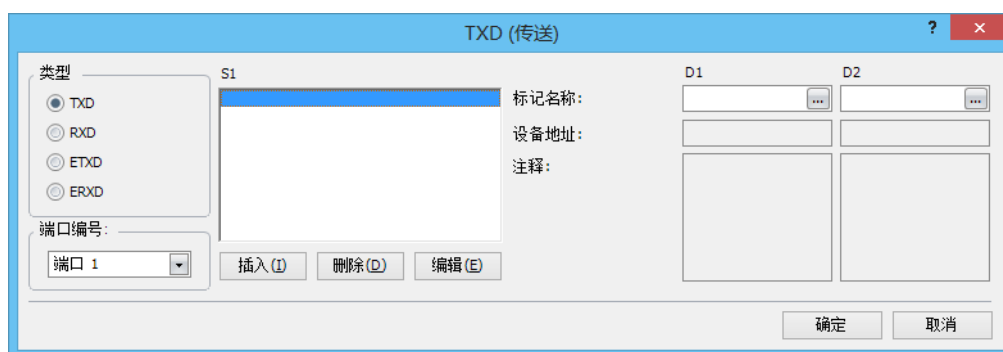 TXD (传送)
? ×
类型
TXD
RXD
ETXD
ERXD
端口编号:
端口 1
S1
插入(I) 删除(D) 编辑(E)
D1 D2
标记名称: ... ...
设备地址:
注释:
确定 取消